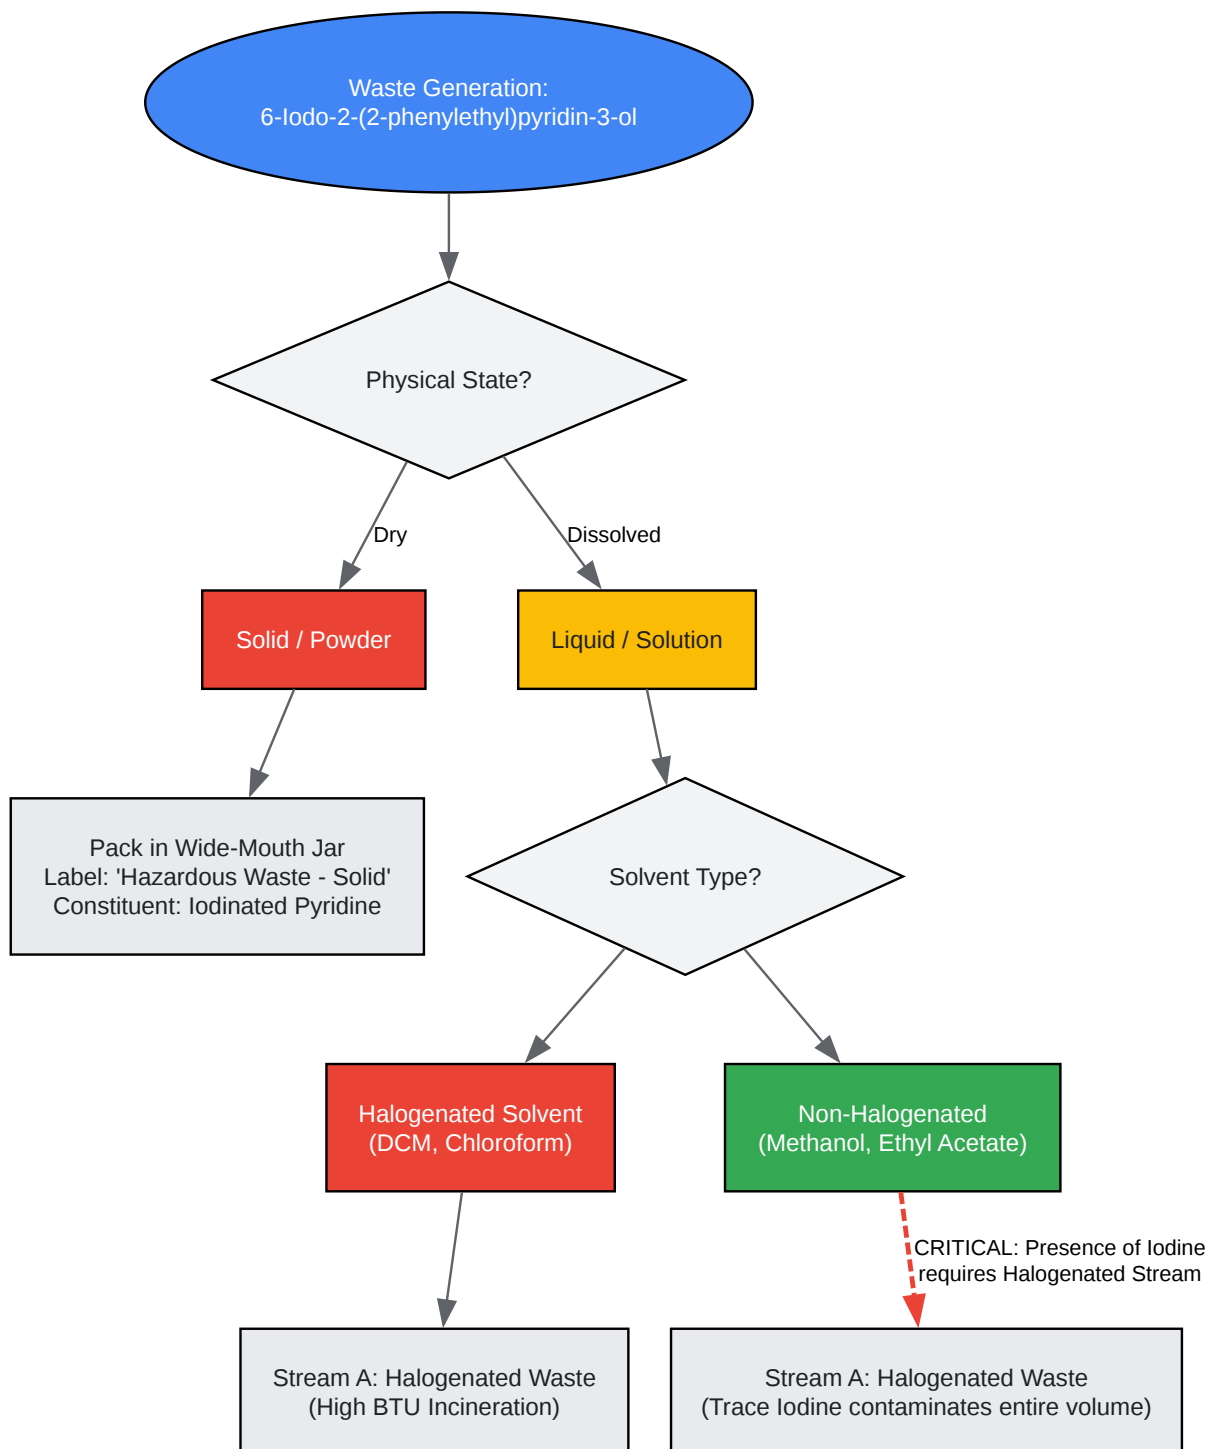 Waste Generation:
6-Iodo-2-(2-phenylethyl)pyridin-3-ol
Physical State?
Dry
Dissolved
Solid / Powder
Liquid / Solution
Pack in Wide-Mouth Jar
Label: 'Hazardous Waste - Solid'
Constituent: Iodinated Pyridine
Solvent Type?
Halogenated Solvent
(DCM, Chloroform)
Non-Halogenated
(Methanol, Ethyl Acetate)
CRITICAL: Presence of Iodine
requires Halogenated Stream
Stream A: Halogenated Waste
(High BTU Incineration)
Stream A: Halogenated Waste
(Trace Iodine contaminates entire volume)